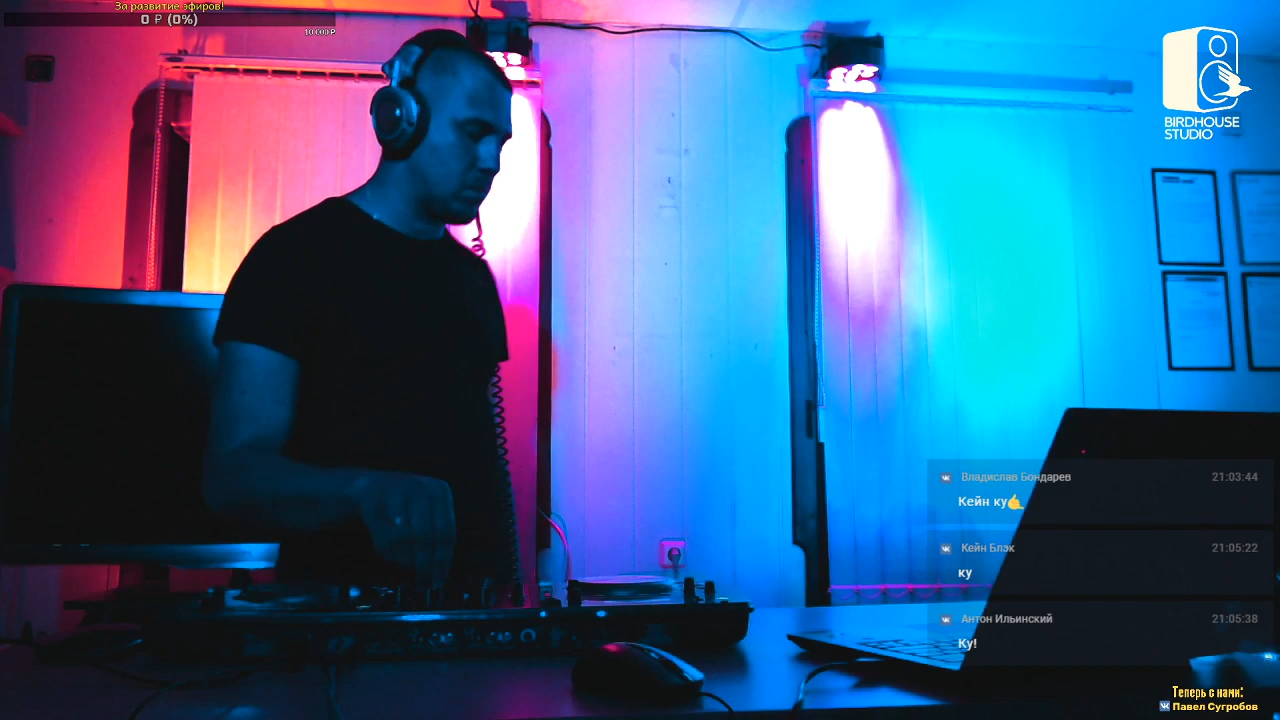 За развитие эфиров!
0 ₽ (0%)
10 000 ₽
BIRDHOUSE
STUDIO
Владислав Бондарев 21:03:44
Кейн ку🤙
Кейн Блэк 21:05:22
ку
Антон Ильинский 21:05:38
Ку!
Теперь с нами:
Павел Сугробов